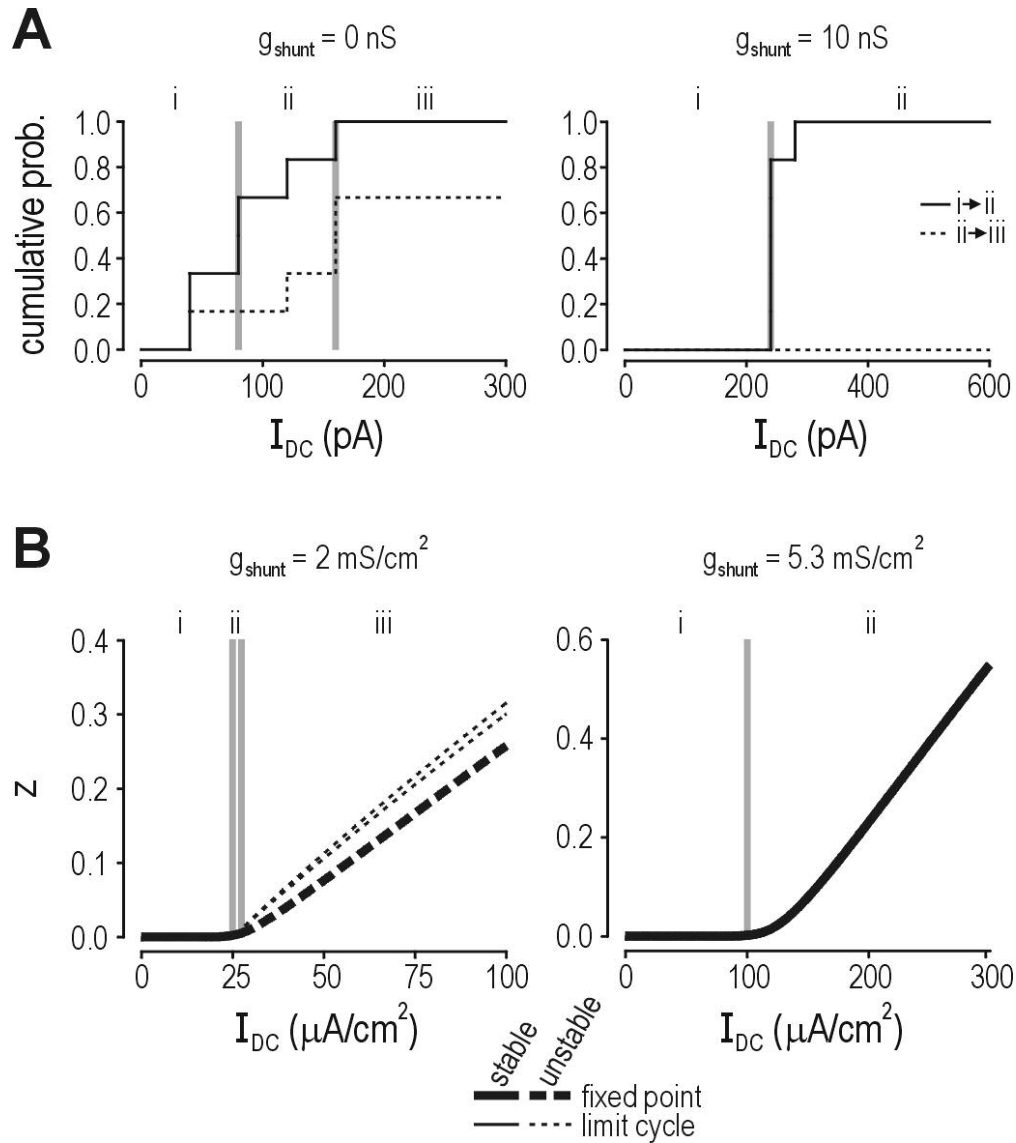 A
g_shunt = 0 nS
g_shunt = 10 nS
i ii iii
i ii
cumulative prob.
1.0
0.8
0.6
0.4
0.2
0.0
1.0
0.8
0.6
0.4
0.2
0.0
i→ii
ii→iii
0 100 200 300
0 200 400 600
I_DC (pA)
I_DC (pA)
B
g_shunt = 2 mS/cm²
g_shunt = 5.3 mS/cm²
i ii iii
i ii
z
0.4
0.3
0.2
0.1
0.0
0.6
0.4
0.2
0.0
0 25 50 75 100
0 100 200 300
I_DC (μA/cm²)
I_DC (μA/cm²)
stable
unstable
fixed point
limit cycle